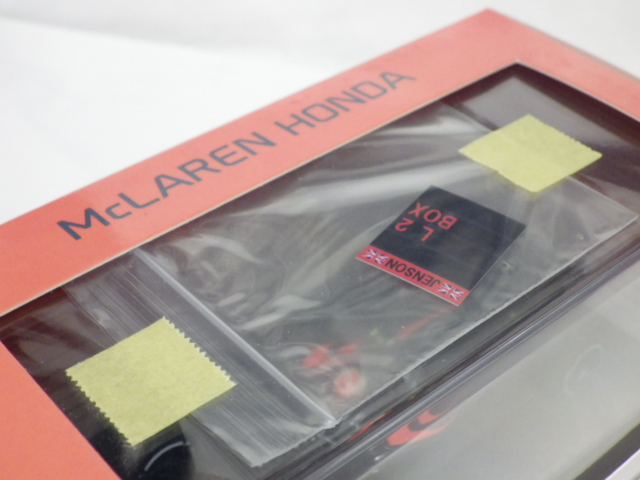 McLAREN HONDA
JENSON
BOX
L 2